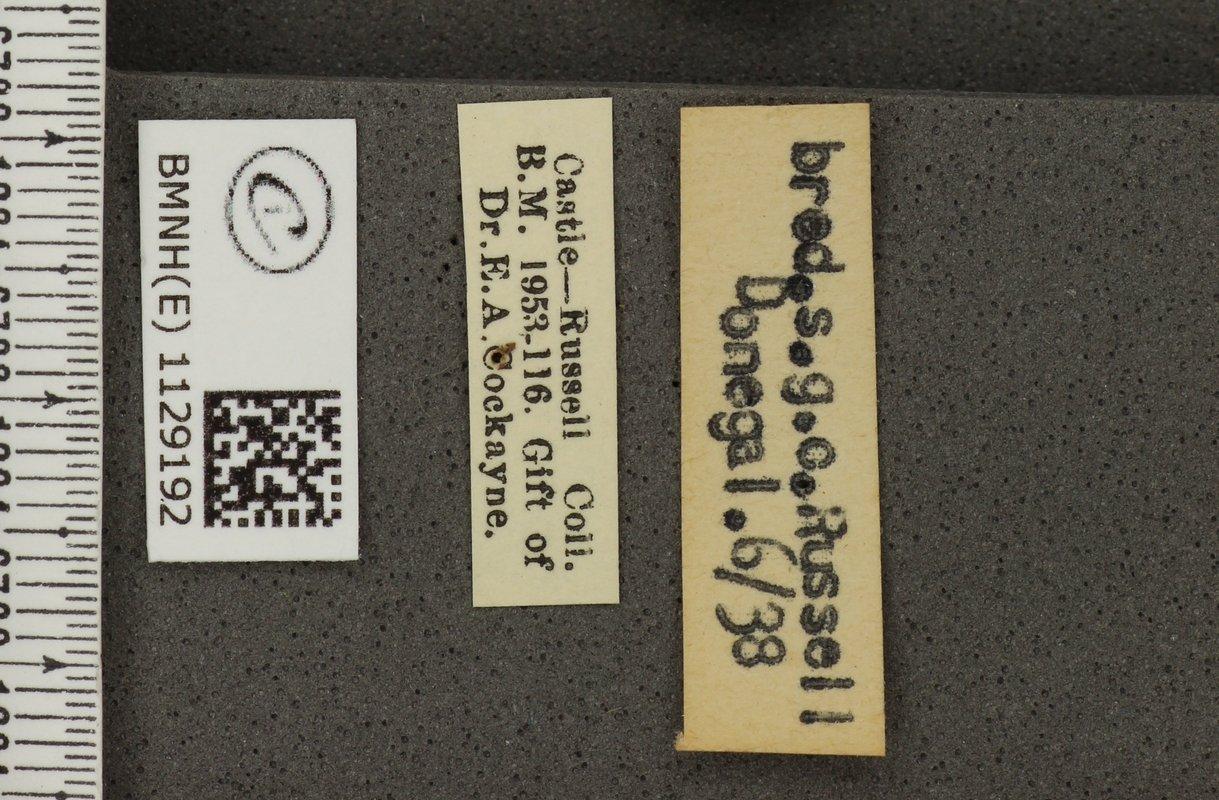 BMNH(E) 1129192
Castle—Russell Coll.
B.M. 1953-116. Gift of
Dr. E. A. Cockayne.
bred.s.g.c.Russell
Donegal.6/38